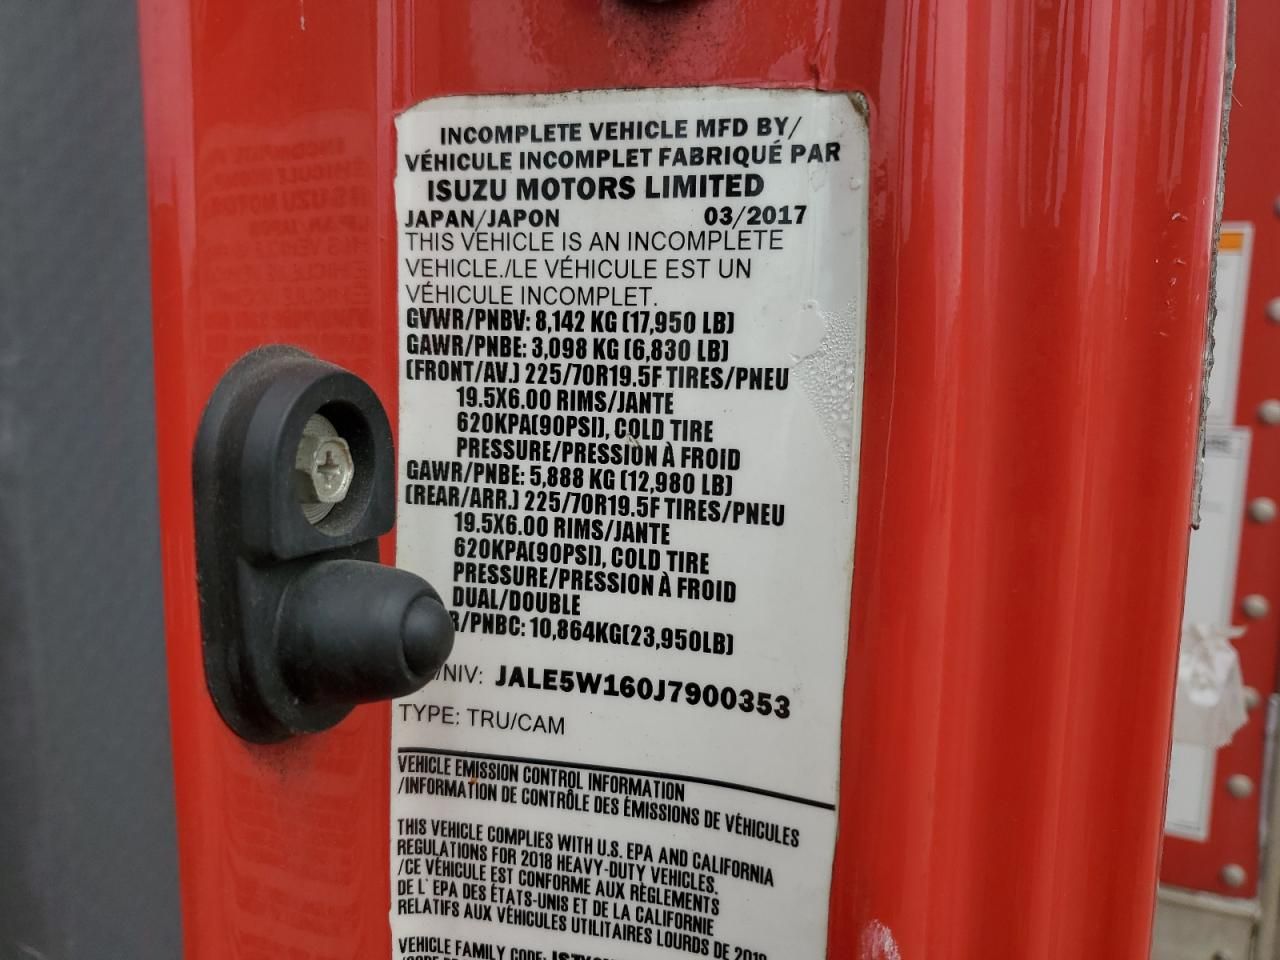 INCOMPLETE VEHICLE MFD BY/
VÉHICULE INCOMPLET FABRIQUÉ PAR
ISUZU MOTORS LIMITED
JAPAN/JAPON 03/2017
THIS VEHICLE IS AN INCOMPLETE
VEHICLE./LE VÉHICULE EST UN
VÉHICULE INCOMPLET.
GVWR/PNBV: 8,142 KG (17,950 LB)
GAWR/PNBE: 3,098 KG (6,830 LB)
(FRONT/AV.) 225/70R19.5F TIRES/PNEU
19.5X6.00 RIMS/JANTE
620KPA(90PSI), COLD TIRE
PRESSURE/PRESSION À FROID
GAWR/PNBE: 5,888 KG (12,980 LB)
(REAR/ARR.) 225/70R19.5F TIRES/PNEU
19.5X6.00 RIMS/JANTE
620KPA(90PSI), COLD TIRE
PRESSURE/PRESSION À FROID
DUAL/DOUBLE
R/PNBC: 10,864KG(23,950LB)
/NIV: JALE5W160J7900353
TYPE: TRU/CAM
VEHICLE EMISSION CONTROL INFORMATION
/INFORMATION DE CONTRÔLE DES ÉMISSIONS DE VÉHICULES
THIS VEHICLE COMPLIES WITH U.S. EPA AND CALIFORNIA
REGULATIONS FOR 2018 HEAVY-DUTY VEHICLES.
/CE VÉHICULE EST CONFORME AUX RÈGLEMENTS
DE L'EPA DES ÉTATS-UNIS ET DE LA CALIFORNIE
RELATIFS AUX VÉHICULES UTILITAIRES LOURDS DE 2018
VEHICLE FAMILY CODE: